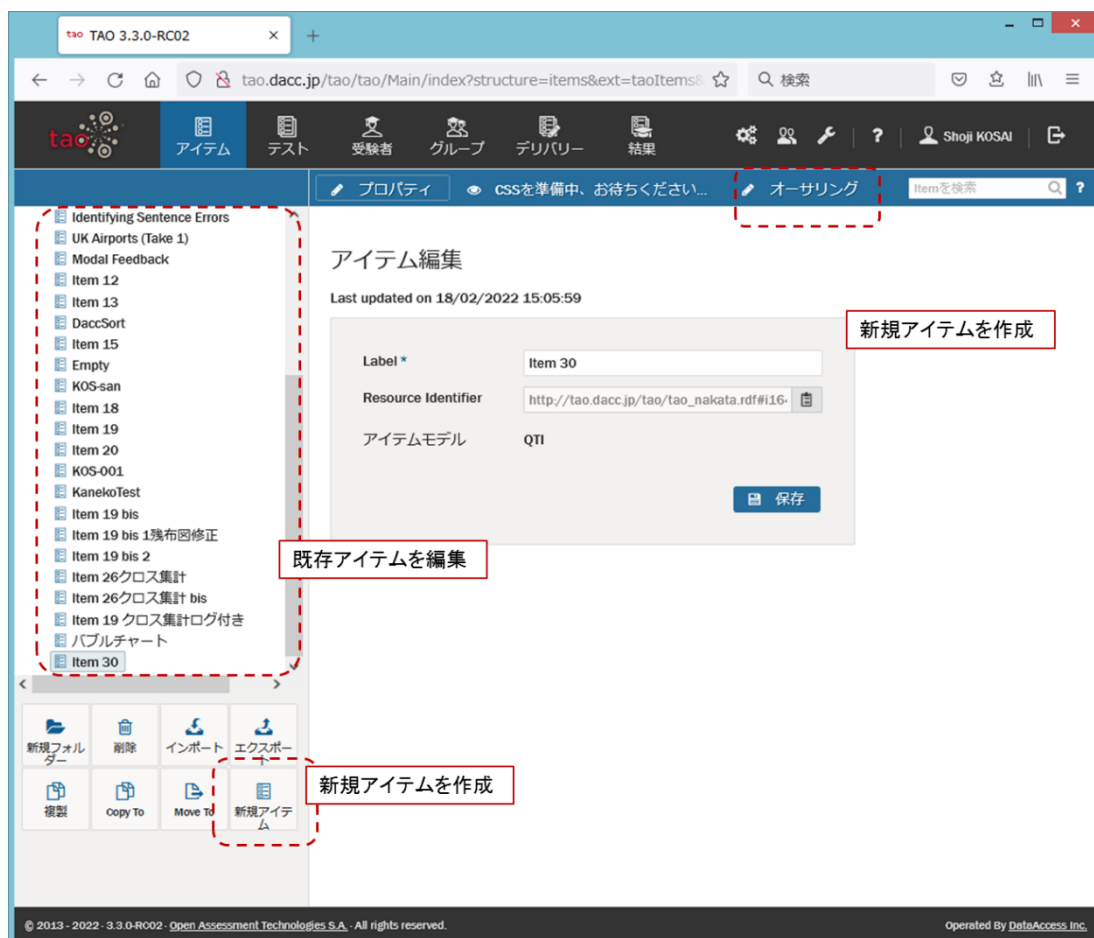 tao TAO 3.3.0-RC02
tao.dacc.jp/tao/tao/Main/index?structure=items&ext=taoItems&
検索
tao
アイテム
テスト
受験者
グループ
デリバリー
結果
?
Shoji KOSAI
プロパティ
CSSを準備中、お待ちください...
オーサリング
Itemを検索
?
Identifying Sentence Errors
UK Airports (Take 1)
Modal Feedback
Item 12
Item 13
DaccSort
Item 15
Empty
KOS-san
Item 18
Item 19
Item 20
KOS-001
KanekoTest
Item 19 bis
Item 19 bis 1残布図修正
Item 19 bis 2
Item 26クロス集計
Item 26クロス集計 bis
Item 19 クロス集計ログ付き
バブルチャート
Item 30
アイテム編集
Last updated on 18/02/2022 15:05:59
新規アイテムを作成
Label *
Item 30
Resource Identifier
http://tao.dacc.jp/tao/tao_nakata.rdf#i16
アイテムモデル
QTI
保存
既存アイテムを編集
新規フォル
ダー
削除
インポート
エクスポー
ト
複製
Copy To
Move To
新規アイテ
ム
新規アイテムを作成
© 2013 - 2022 · 3.3.0-RC02 · Open Assessment Technologies S.A. · All rights reserved.
Operated By DataAccess Inc.